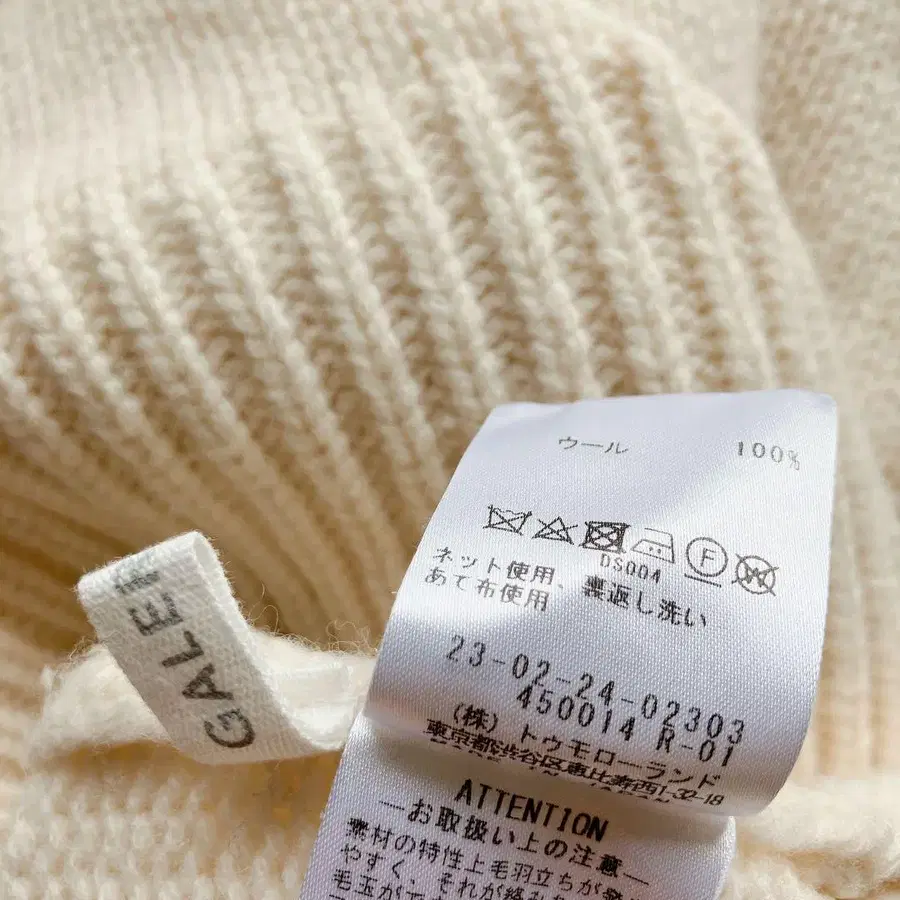 ウール 100%
F W
DS004
ネット使用、裏返し洗い
あて布使用
23-02-24-02303
450014 R-01
(株)トゥモローランド
東京都渋谷区恵比寿西1-32-18
ATTENTION
―お取扱い上の注意―
素材の特性上毛羽立ちが発
やすく、それが絡み
毛玉が
GALE